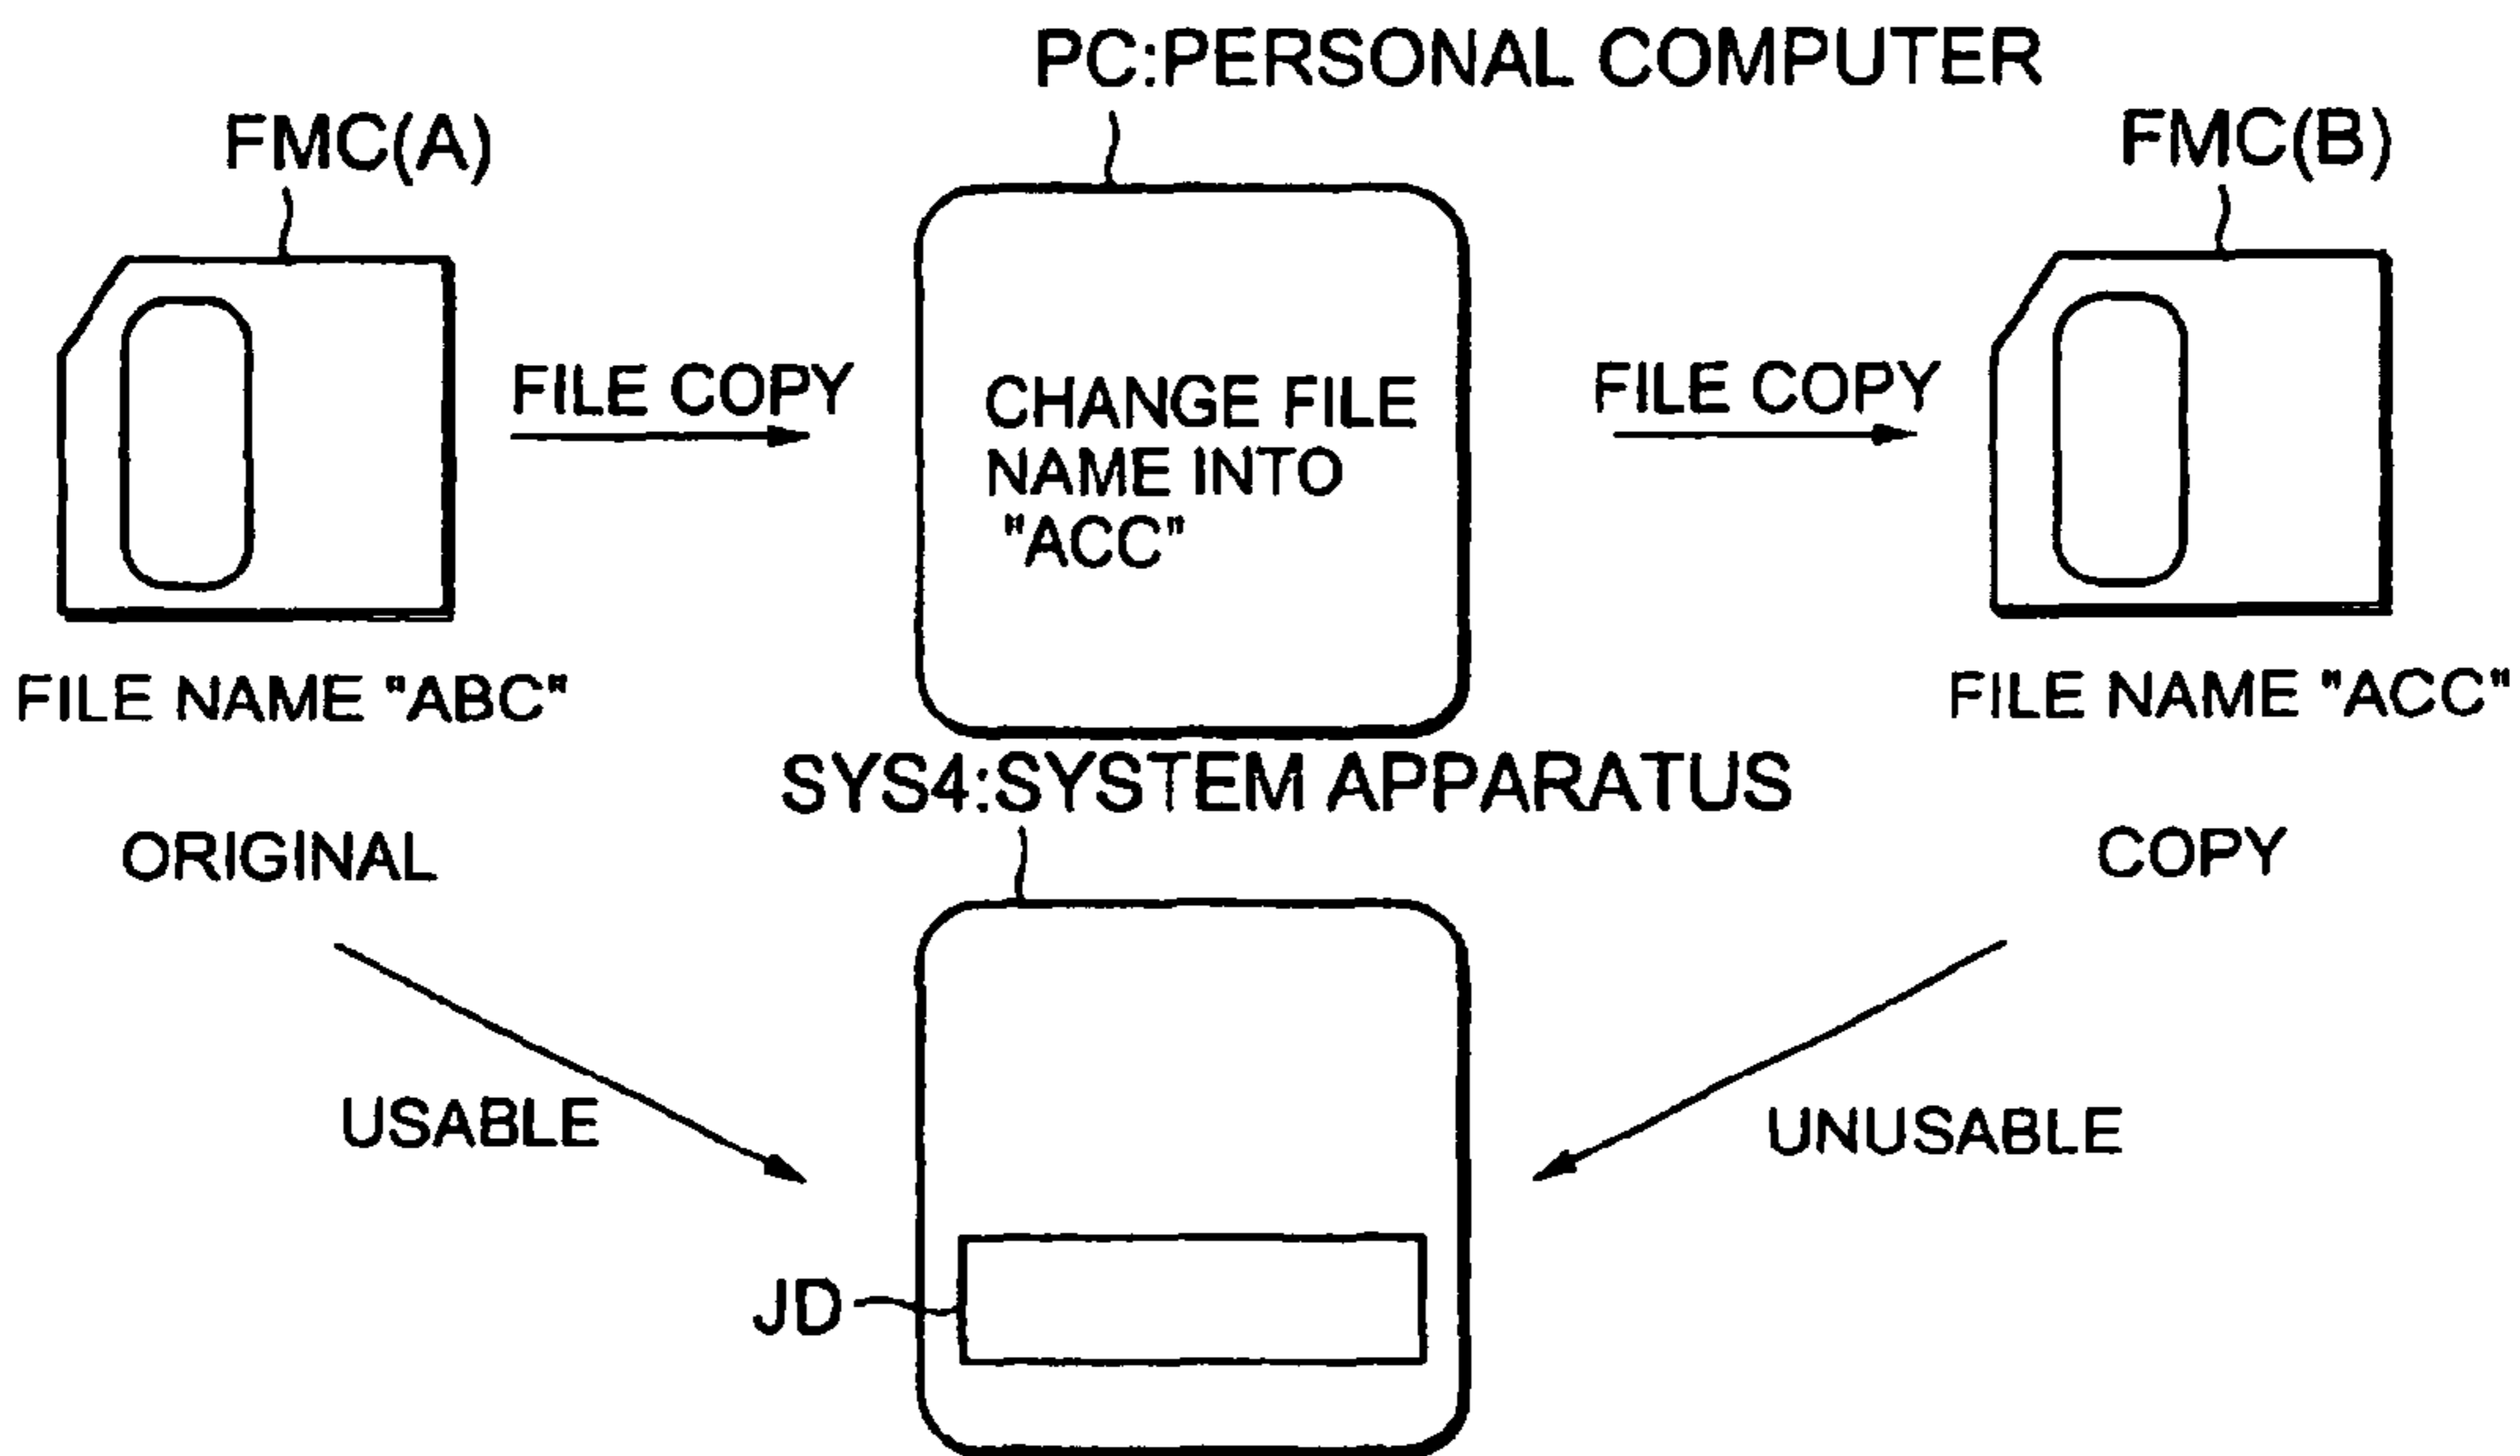 PC:PERSONAL COMPUTER
FMC(A)
FMC(B)
FILE COPY
CHANGE FILE
NAME INTO
"ACC"
FILE COPY
FILE NAME "ABC"
FILE NAME "ACC"
SYS4:SYSTEM APPARATUS
ORIGINAL
COPY
USABLE
UNUSABLE
JD